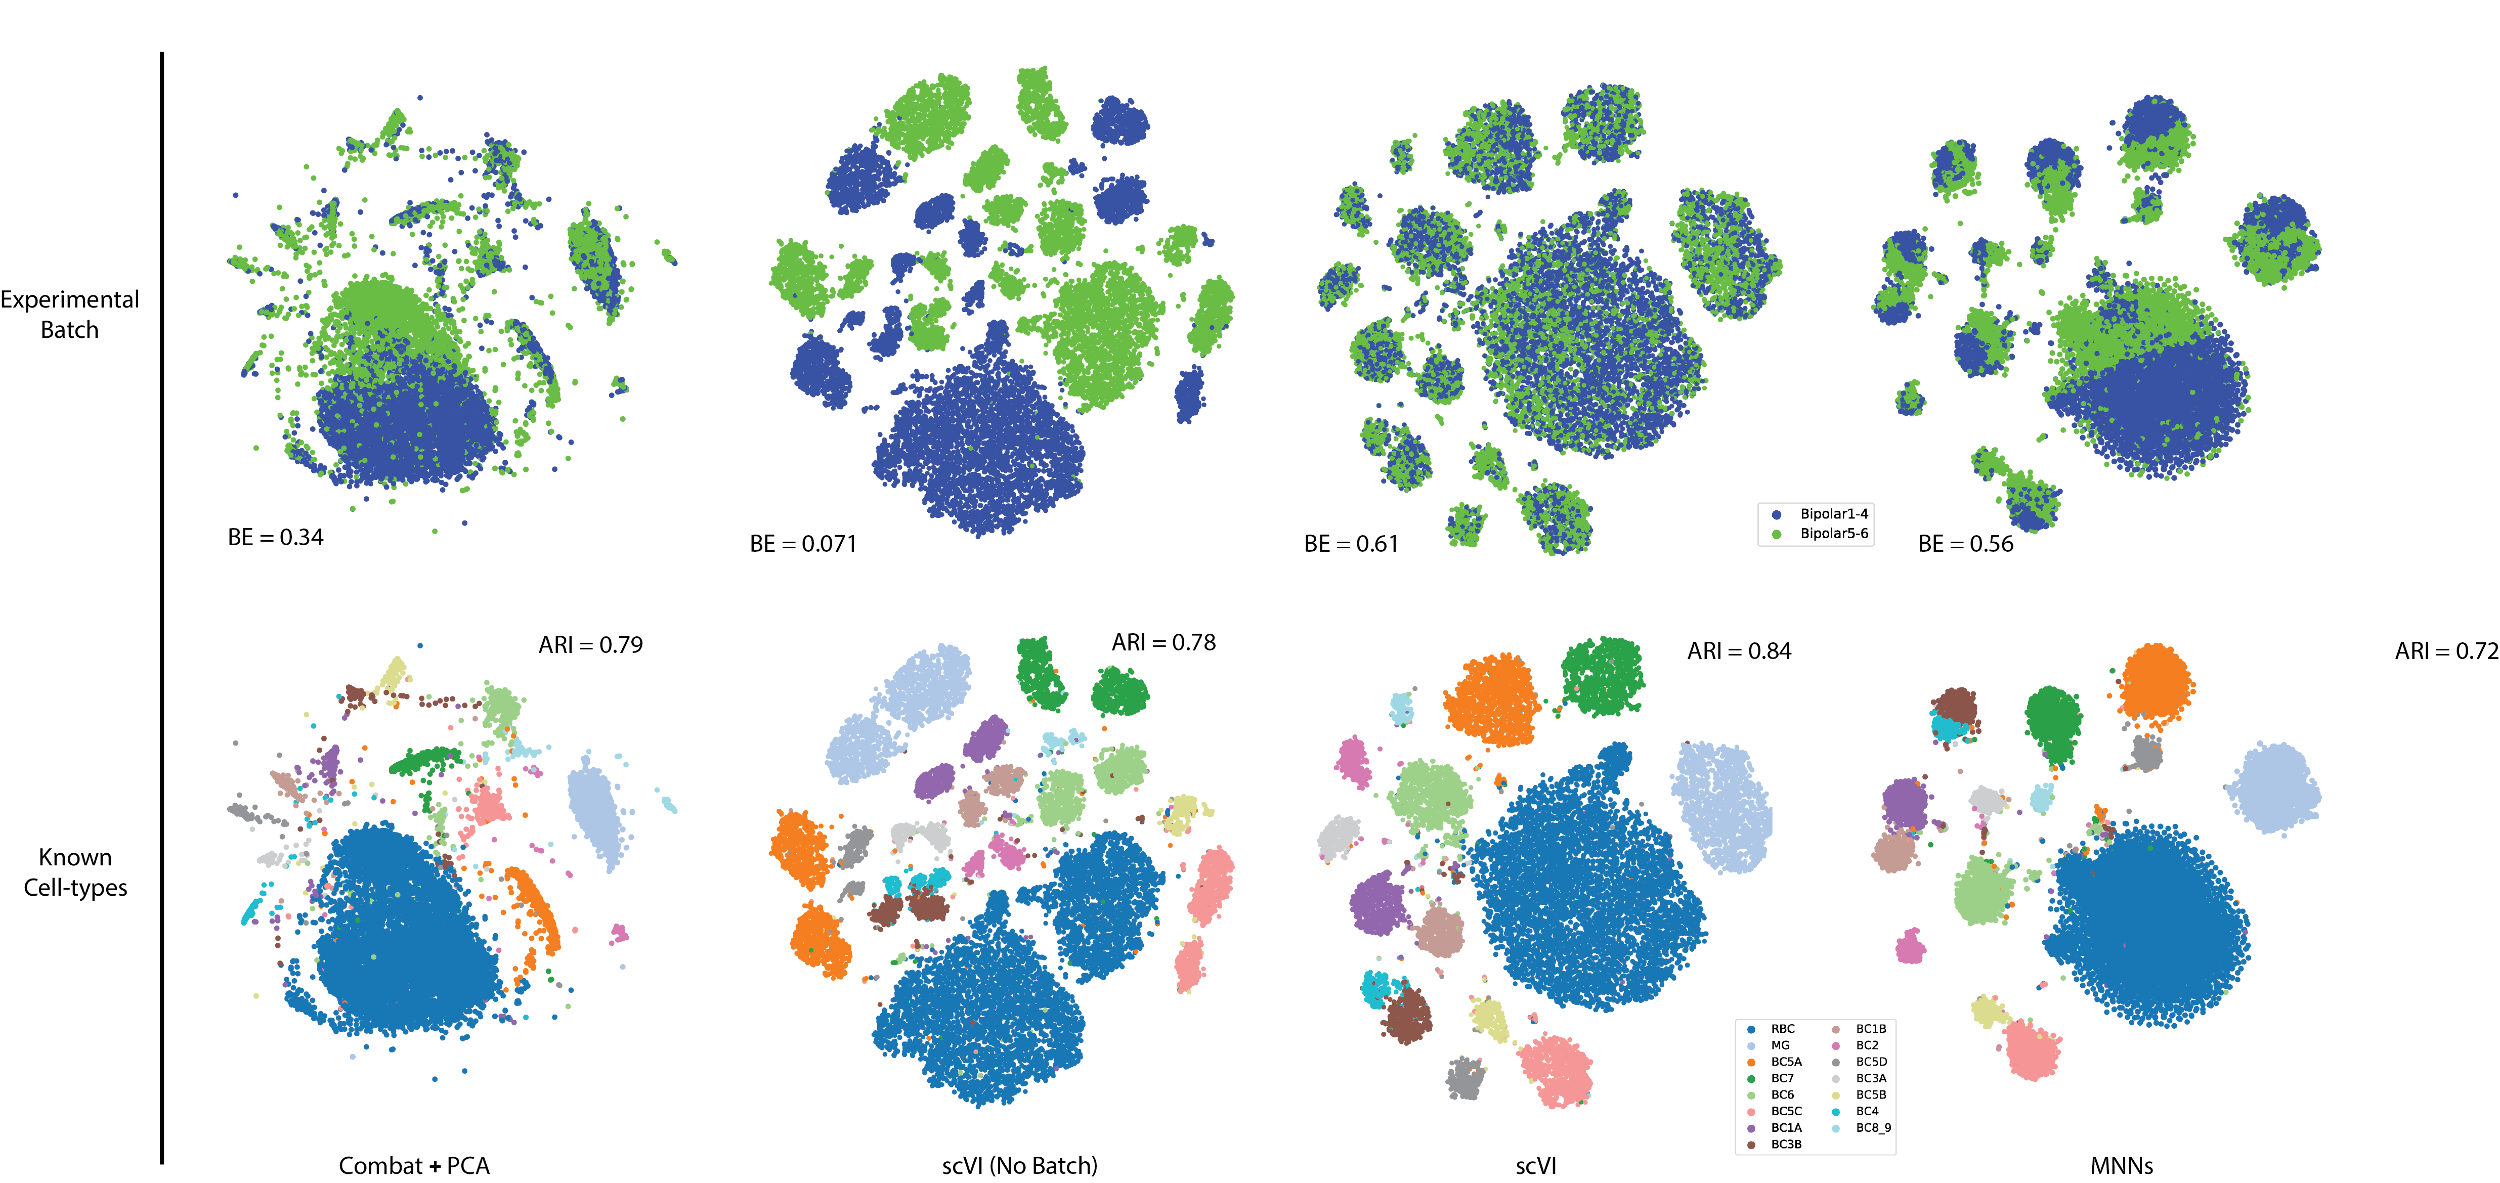 Experimental
Batch
BE = 0.34
BE = 0.071
BE = 0.61
Bipolar1-4
Bipolar5-6
BE = 0.56
Known
Cell-types
ARI = 0.79
ARI = 0.78
ARI = 0.84
ARI = 0.72
RBC
MG
BC5A
BC7
BC6
BC5C
BC1A
BC3B
BC1B
BC2
BC5D
BC3A
BC5B
BC4
BC8_9
Combat + PCA
scVI (No Batch)
scVI
MNNs